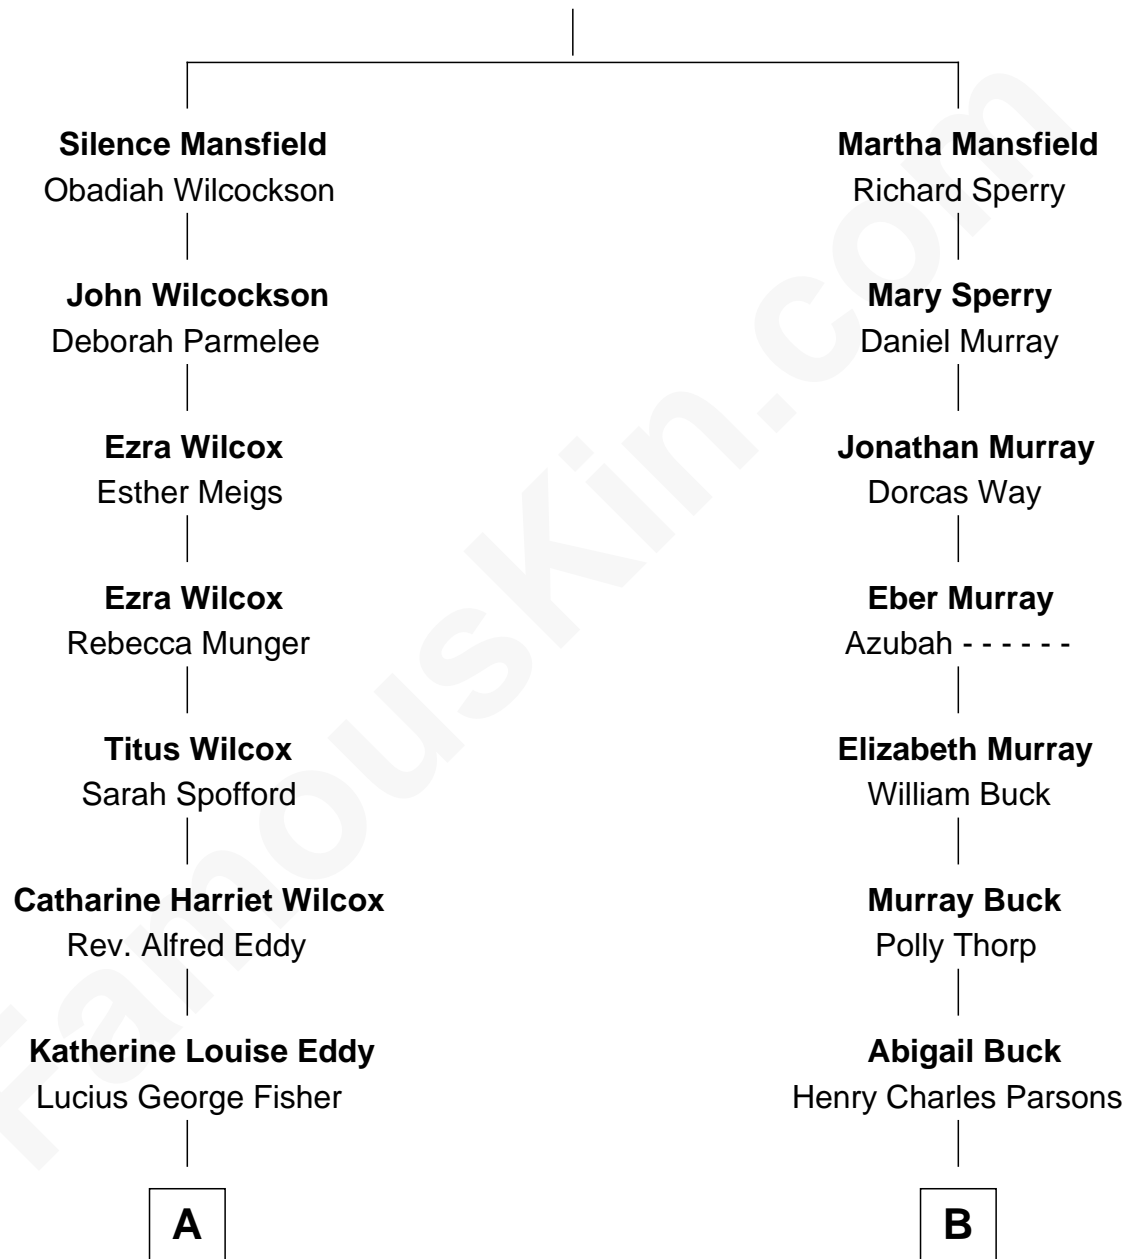 Silence Mansfield
Obadiah Wilcockson
Martha Mansfield
Richard Sperry
John Wilcockson
Deborah Parmelee
Mary Sperry
Daniel Murray
Ezra Wilcox
Esther Meigs
Jonathan Murray
Dorcas Way
Ezra Wilcox
Rebecca Munger
Eber Murray
Azubah - - - - - -
Titus Wilcox
Sarah Spofford
Elizabeth Murray
William Buck
Catharine Harriet Wilcox
Rev. Alfred Eddy
Murray Buck
Polly Thorp
Katherine Louise Eddy
Lucius George Fisher
Abigail Buck
Henry Charles Parsons
A
B
FamousKin.com